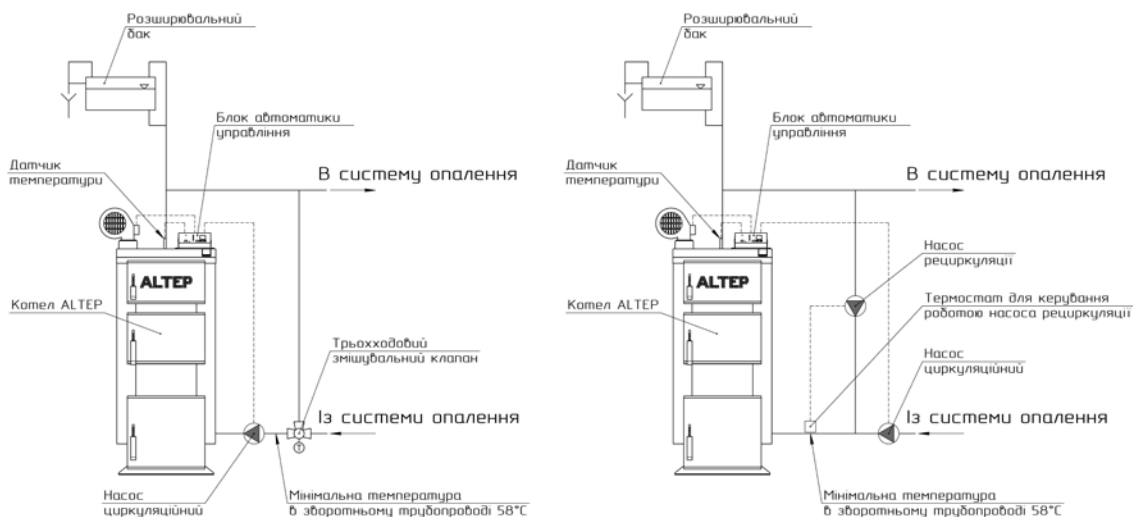 Розширювальний
бак
Блок автоматики
управління
Датчик
температури
В систему опалення
ALTEP
Котел ALTEP
Трьохходовий
змішувальний клапан
Із системи опалення
T
Насос
циркуляційний
Мінімальна температура
в зворотньому трубопроводі 58°C
Розширювальний
бак
Блок автоматики
управління
Датчик
температури
В систему опалення
Насос
рециркуляції
ALTEP
Котел ALTEP
Термостат для керування
роботою насоса рециркуляції
Насос
циркуляційний
Із системи опалення
Мінімальна температура
в зворотньому трубопроводі 58°C